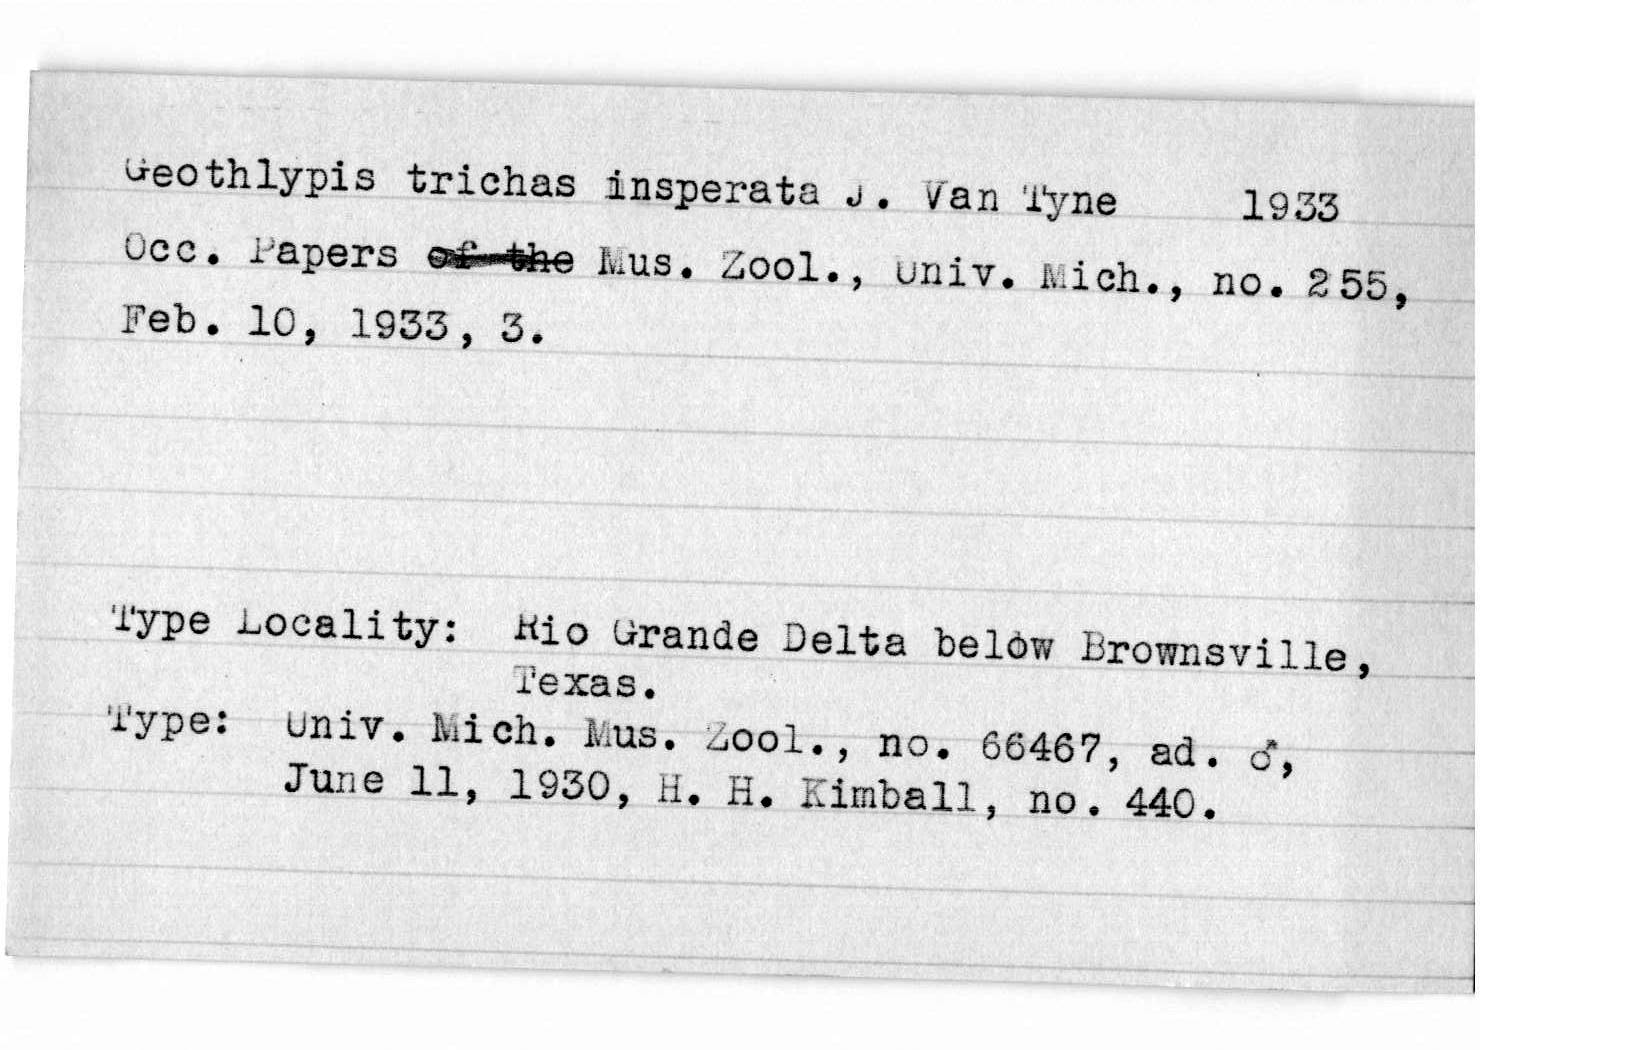 Geothlypis trichas insperata J. Van Tyne 1933
Occ. Papers ~~of the~~ Mus. Zool., Univ. Mich., no. 255,
Feb. 10, 1933, 3.
Type Locality: Rio Grande Delta below Brownsville,
Texas.
Type: Univ. Mich. Mus. Zool., no. 66467, ad. ♂,
June 11, 1930, H. H. Kimball, no. 440.